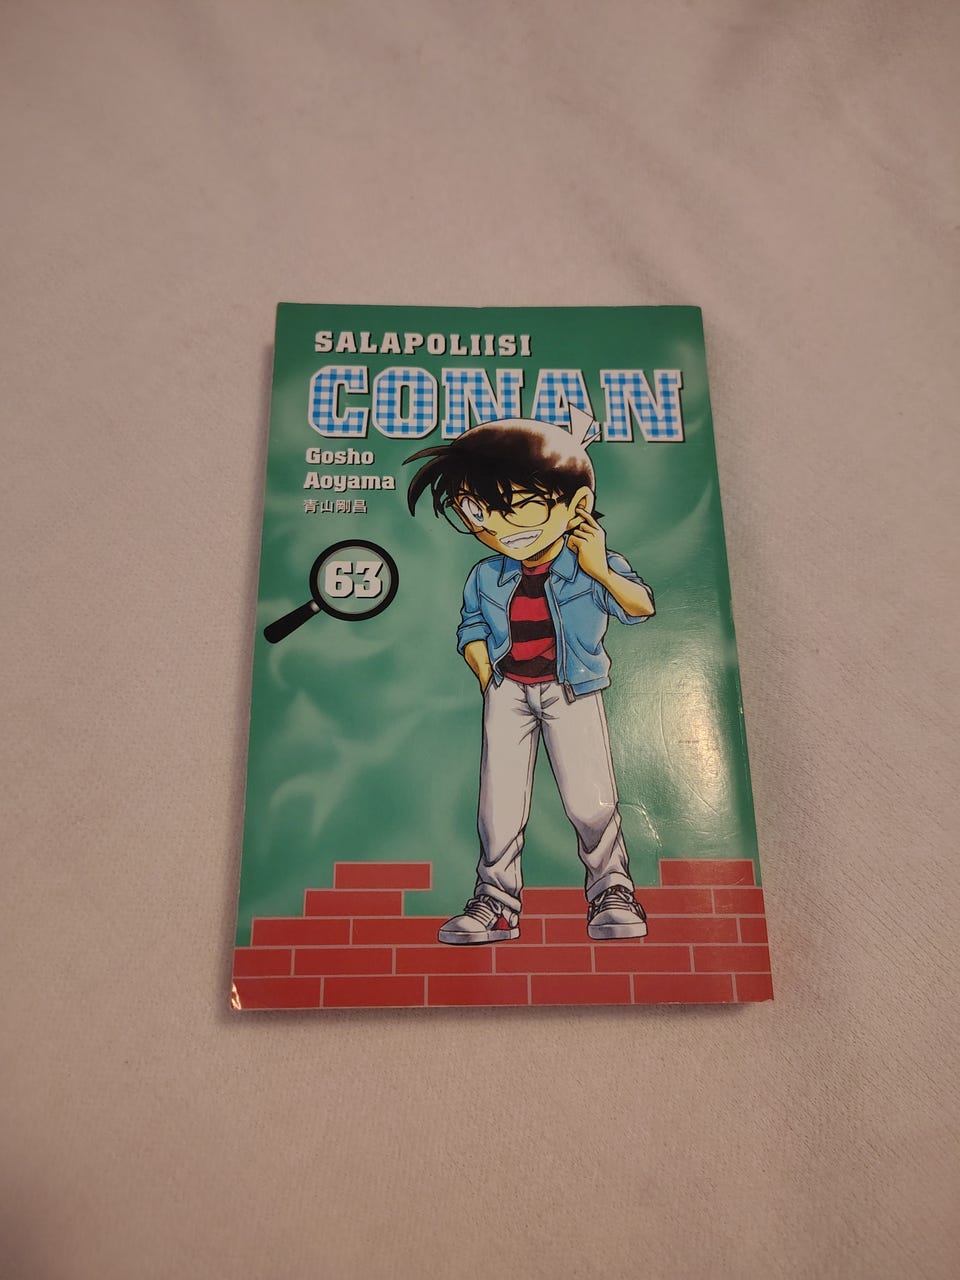 SALAPOLIISI
CONAN
Gosho
Aoyama
青山剛昌
63